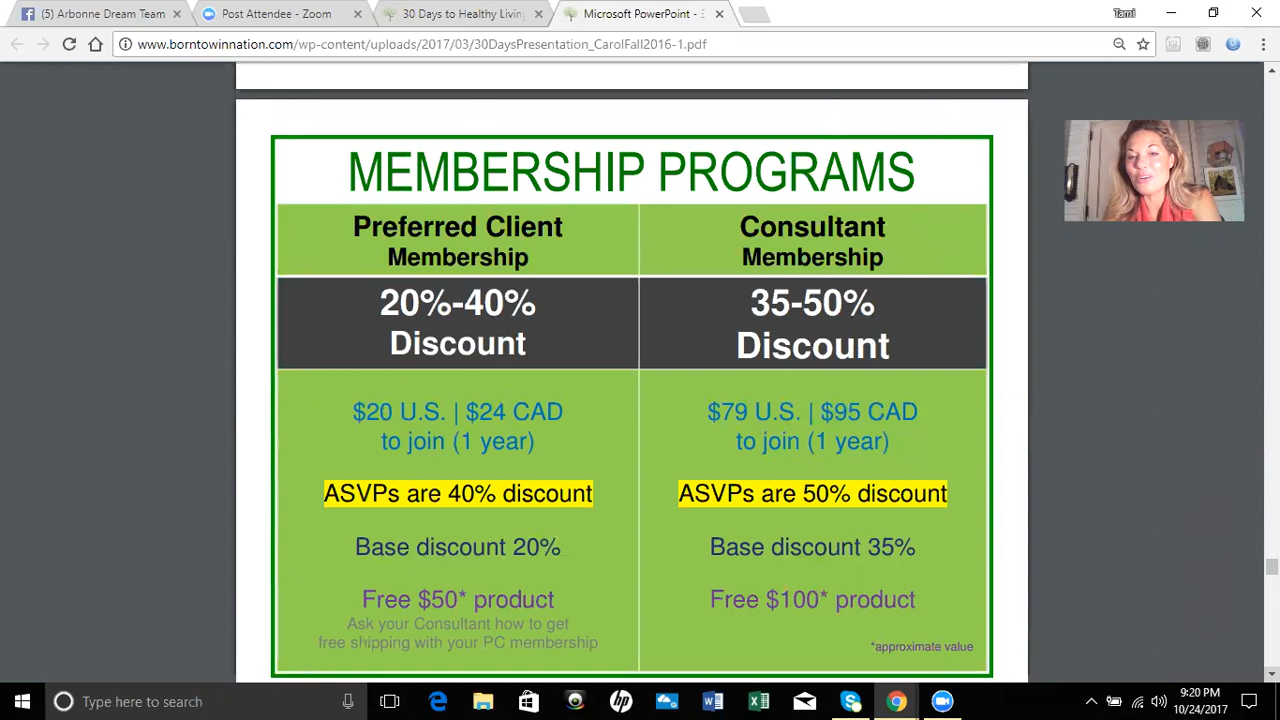 (5) Arbonne Dream Team
Post Attendee - Zoom
30 Days to Healthy Living
Microsoft PowerPoint -
Tami
www.borntowinnation.com/wp-content/uploads/2017/03/30DaysPresentation_CarolFall2016-1.pdf
MEMBERSHIP PROGRAMS
Preferred Client
Membership
20%-40%
Discount
$20 U.S. | $24 CAD
to join (1 year)
ASVPs are 40% discount
Base discount 20%
Free $50* product
Ask your Consultant how to get
free shipping with your PC membership
Consultant
Membership
35-50%
Discount
$79 U.S. | $95 CAD
to join (1 year)
ASVPs are 50% discount
Base discount 35%
Free $100* product
*approximate value
Type here to search
9:20 PM
10/24/2017